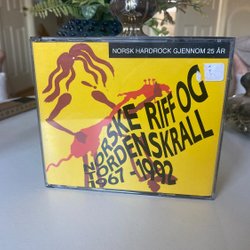 NORSK HARDROCK GJENNOM 25 ÅR
NORSKE RIFF OG
TORDENSKRALL
1967-1992